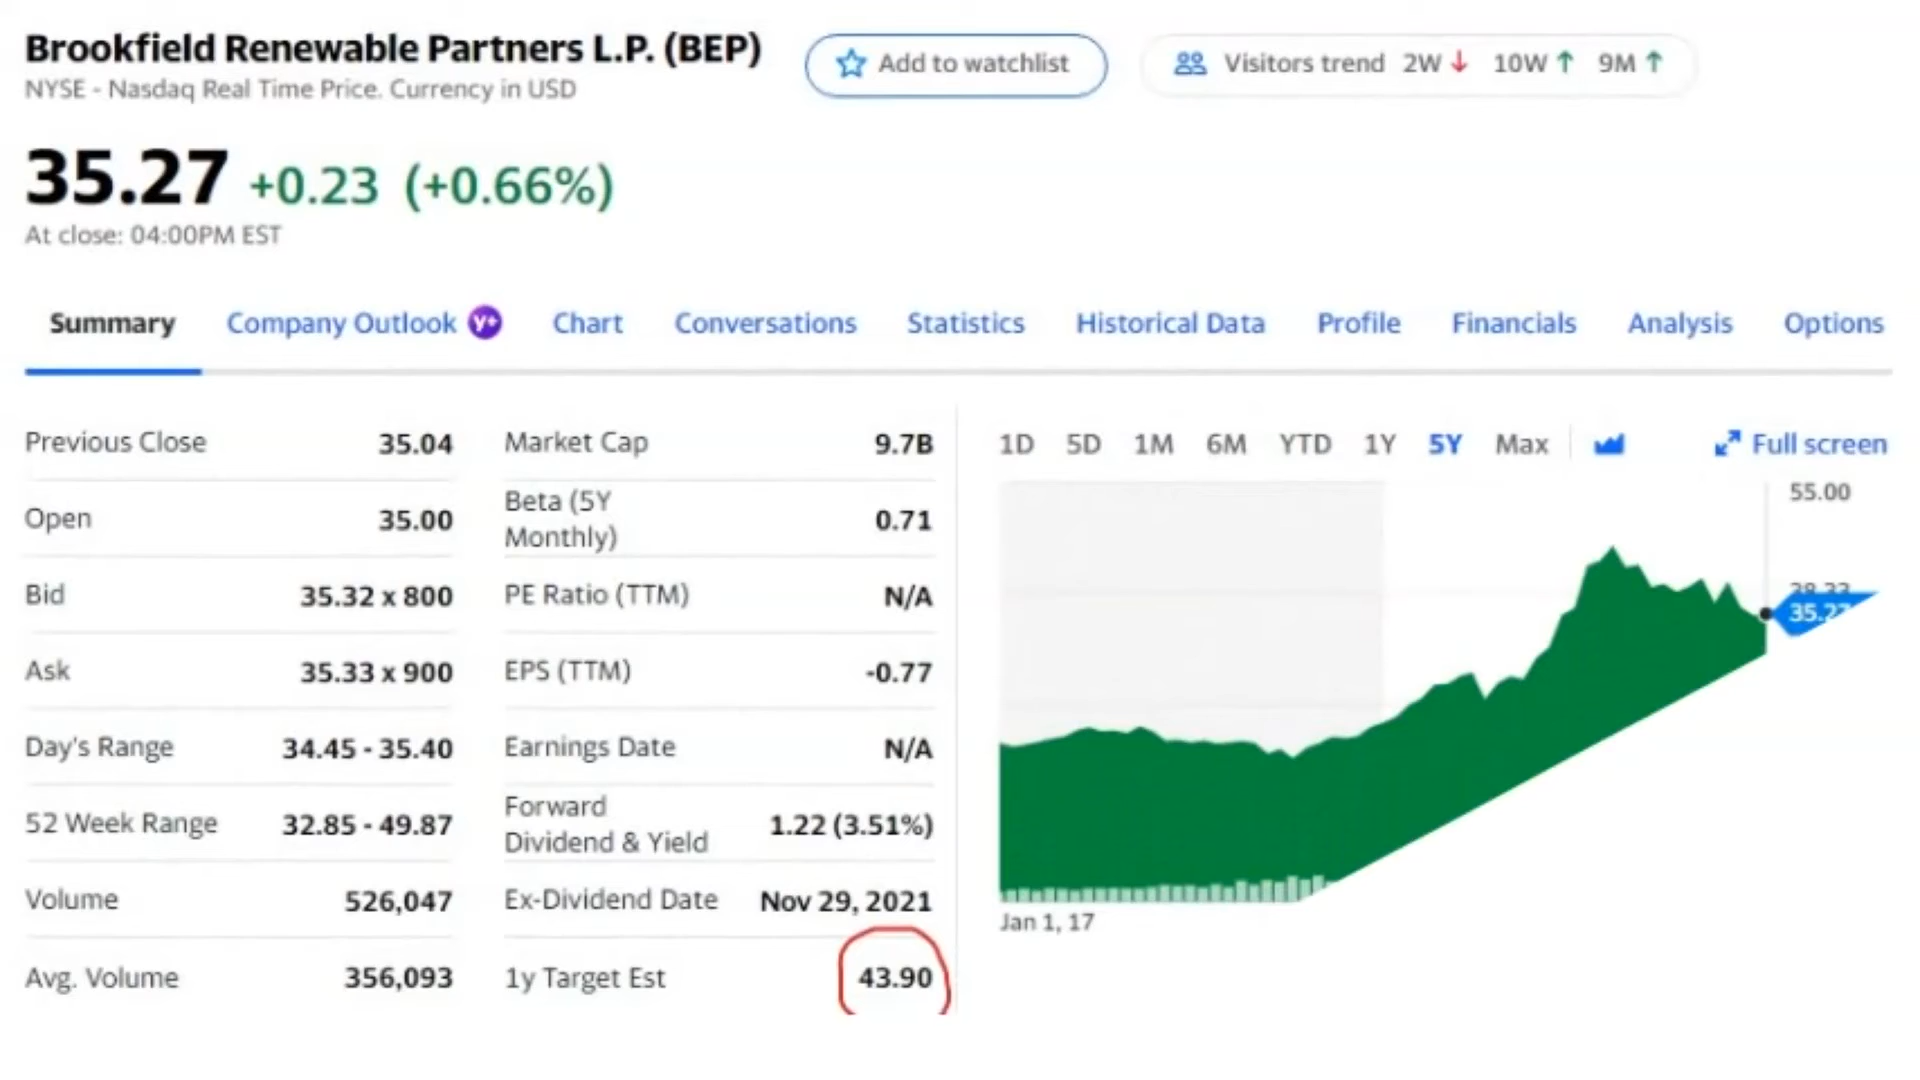 Brookfield Renewable Partners L.P. (BEP)
Add to watchlist
Visitors trend 2W 10W 9M
NYSE - Nasdaq Real Time Price. Currency in USD
35.27 +0.23 (+0.66%)
At close: 04:00PM EST
Summary Company Outlook Y+ Chart Conversations Statistics Historical Data Profile Financials Analysis Options
Previous Close 35.04
Open 35.00
Bid 35.32 x 800
Ask 35.33 x 900
Day's Range 34.45 - 35.40
52 Week Range 32.85 - 49.87
Volume 526,047
Avg. Volume 356,093
Market Cap 9.7B
Beta (5Y
Monthly) 0.71
PE Ratio (TTM) N/A
EPS (TTM) -0.77
Earnings Date N/A
Forward
Dividend & Yield 1.22 (3.51%)
Ex-Dividend Date Nov 29, 2021
1y Target Est 43.90
1D 5D 1M 6M YTD 1Y 5Y Max Full screen
55.00
35.27
Jan 1, 17